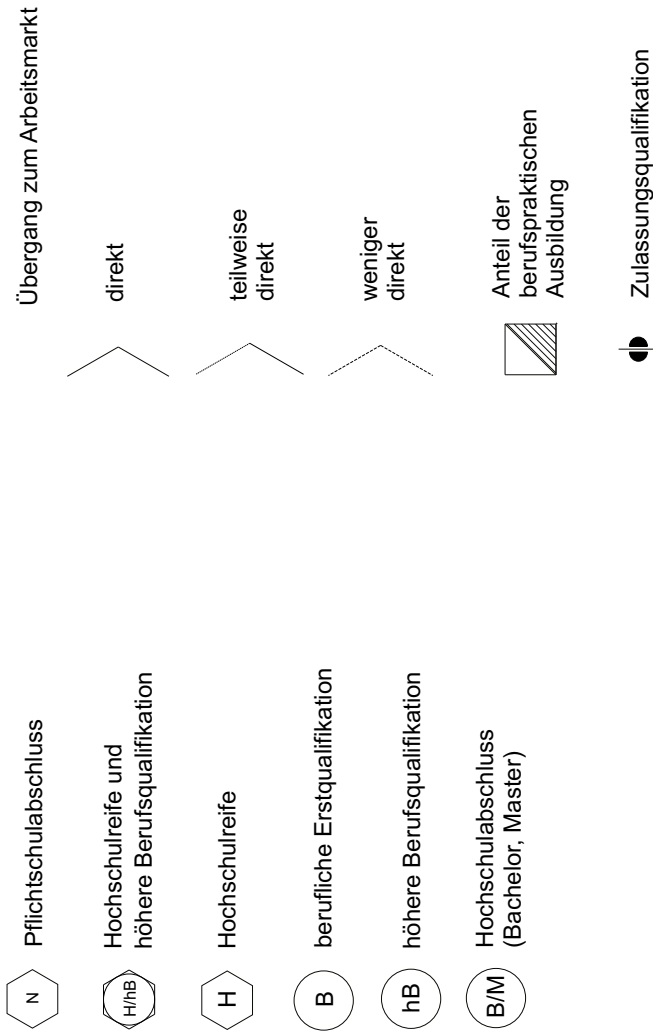 N
Pflichtschulabschluss
H/hB
Hochschulreife und
höhere Berufsqualifikation
H
Hochschulreife
B
berufliche Erstqualifikation
hB
höhere Berufsqualifikation
B/M
Hochschulabschluss
(Bachelor, Master)
Übergang zum Arbeitsmarkt
direkt
teilweise
direkt
weniger
direkt
Anteil der
berufspraktischen
Ausbildung
Zulassungsqualifikation